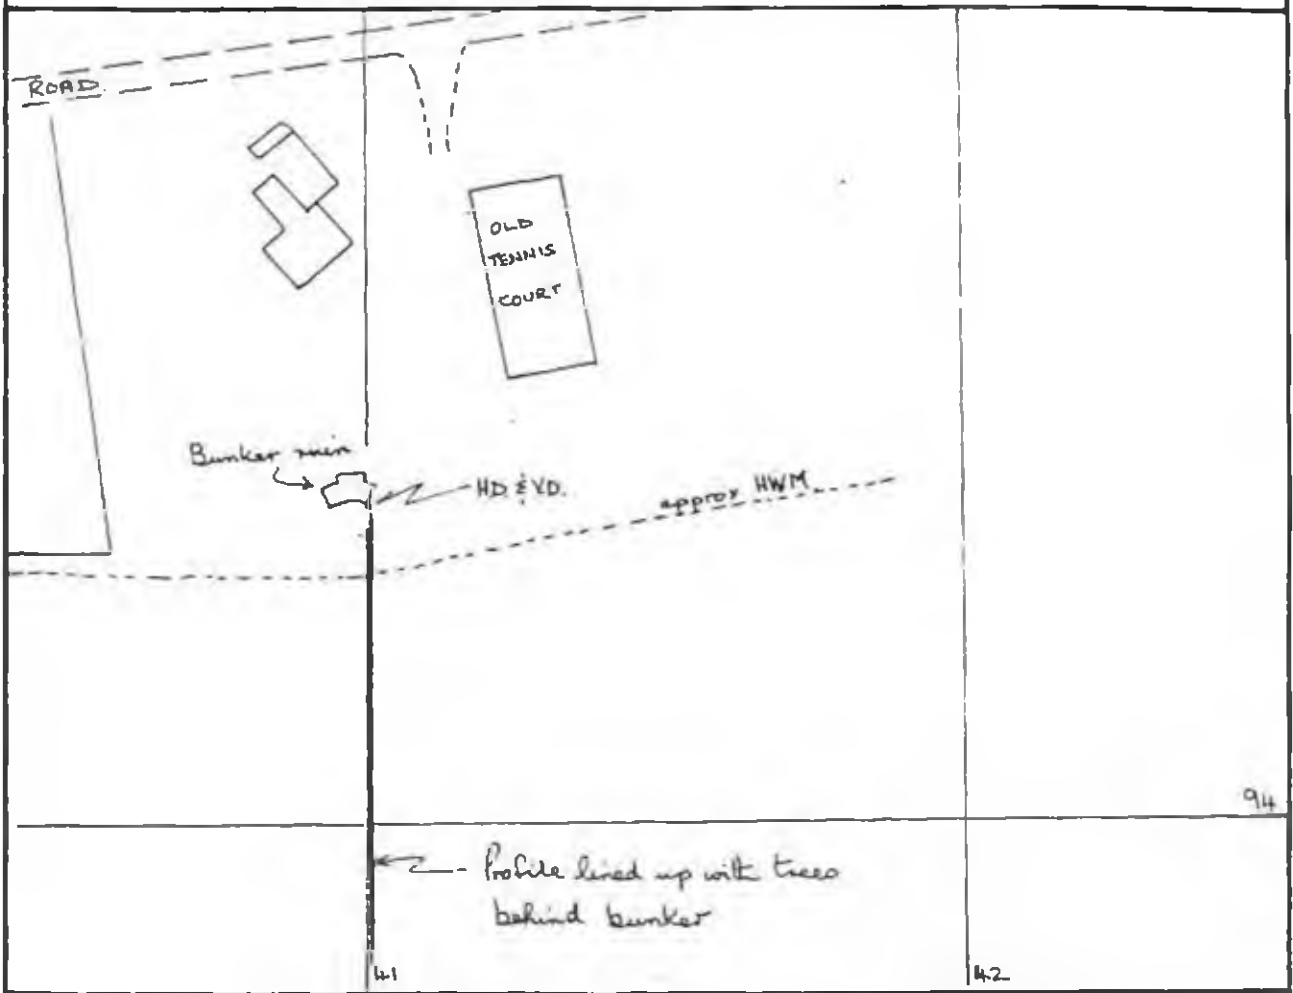 ROAD
OLD
TENNIS
COURT
Bunker ruin
HD. & VD.
approx HWM
94
Profile lined up with trees
behind bunker
41
42